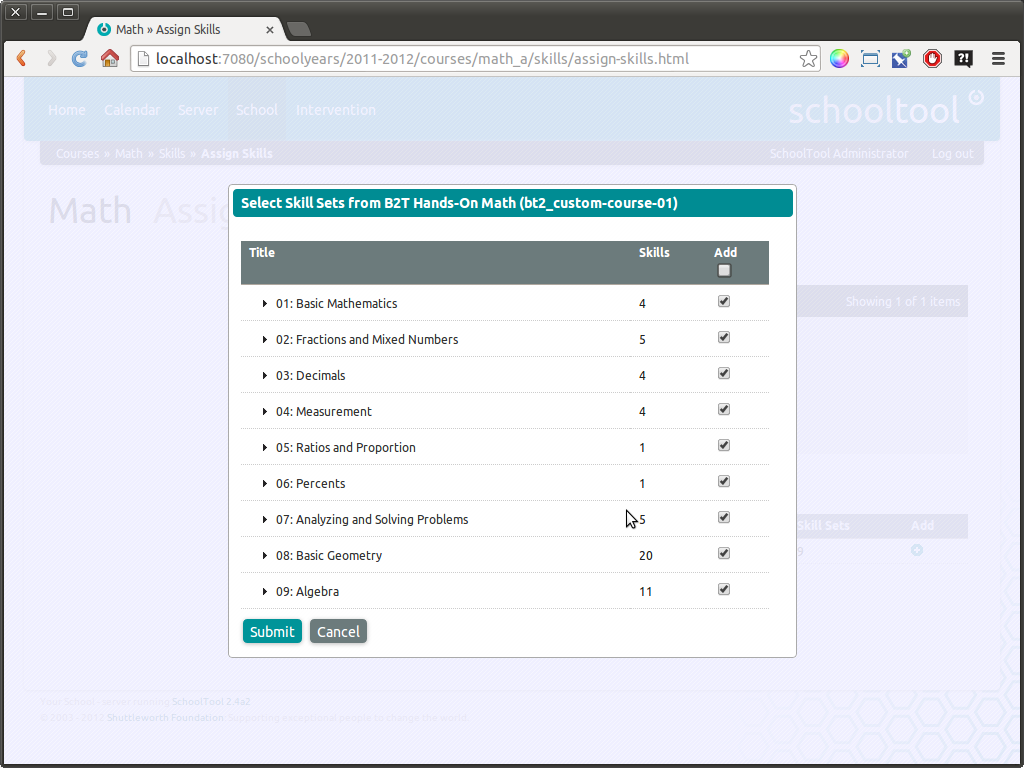 Math » Assign Skills
localhost:7080/schoolyears/2011-2012/courses/math_a/skills/assign-skills.html
?!
Home Calendar Server School Intervention
schooltool
Courses » Math » Skills » Assign Skills
SchoolTool Administrator Log out
Math Assig
Select Skill Sets from B2T Hands-On Math (bt2_custom-course-01)
Title Skills Add
01: Basic Mathematics 4
Showing 1 of 1 items
02: Fractions and Mixed Numbers 5
03: Decimals 4
04: Measurement 4
05: Ratios and Proportion 1
06: Percents 1
07: Analyzing and Solving Problems 5
Skill Sets Add
08: Basic Geometry 20
9
09: Algebra 11
Submit Cancel
Your School - server running SchoolTool 2.4a2
© 2003 - 2012 Shuttleworth Foundation. Supporting exceptional people to change the world.